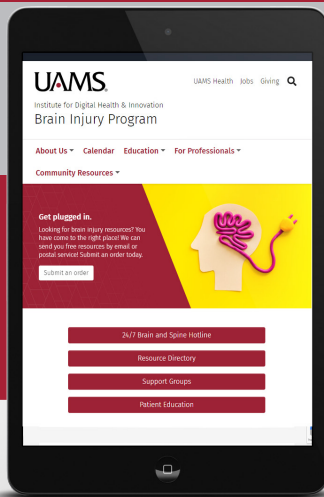 UAMS
UAMS Health Jobs Giving
Institute for Digital Health & Innovation
Brain Injury Program
About Us Calendar Education For Professionals
Community Resources
Get plugged in.
Looking for brain injury resources? You
have come to the right place! We can
send you free resources by email or
postal service! Submit an order today.
Submit an order
24/7 Brain and Spine Hotline
Resource Directory
Support Groups
Patient Education